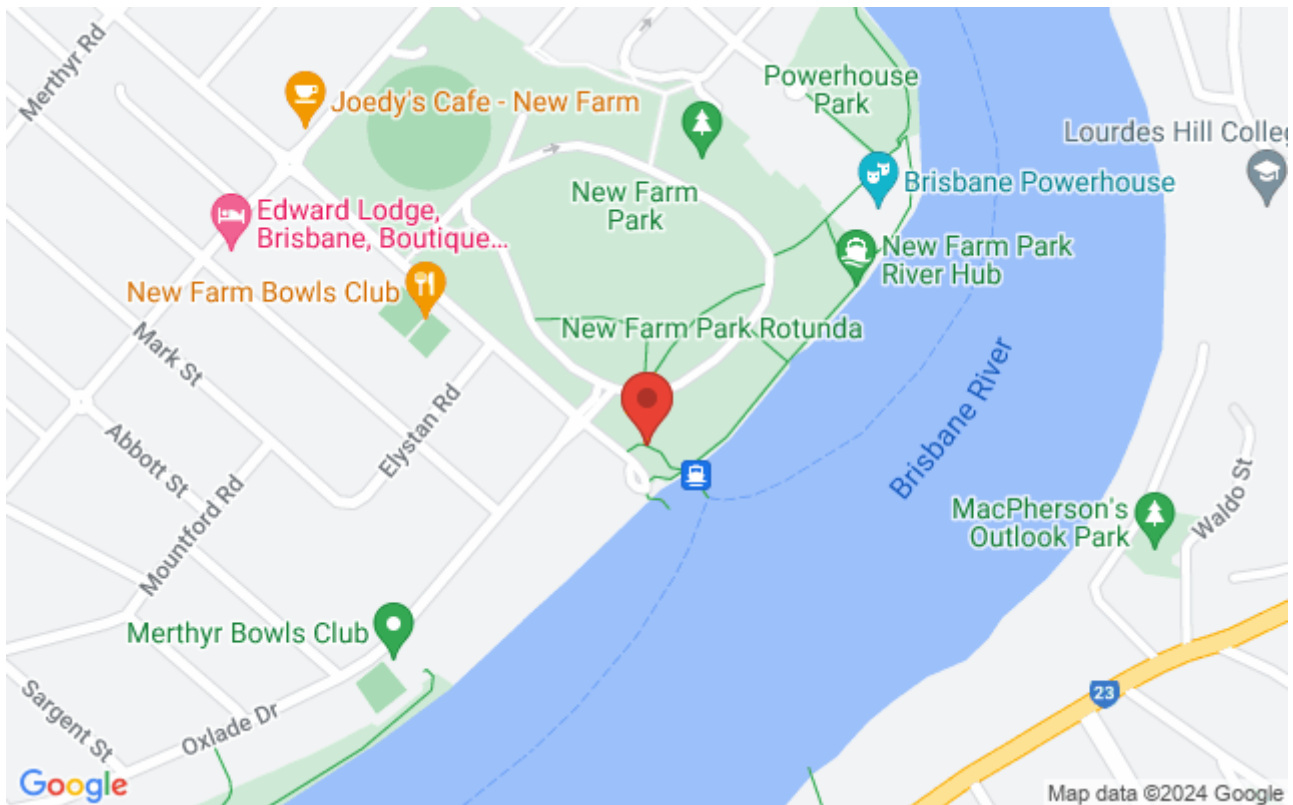 Merthyr Rd
Joedy's Cafe - New Farm
Powerhouse
Park
Lourdes Hill Colleg
Brisbane Powerhouse
New Farm
Park
Edward Lodge,
Brisbane, Boutique...
New Farm Park
River Hub
New Farm Bowls Club
New Farm Park Rotunda
Mark St
Elystan Rd
Abbott St
Mountford Rd
Brisbane River
Waldo St
MacPherson's
Outlook Park
Merthyr Bowls Club
23
Sargent St
Oxlade Dr
Google
Map data ©2024 Google